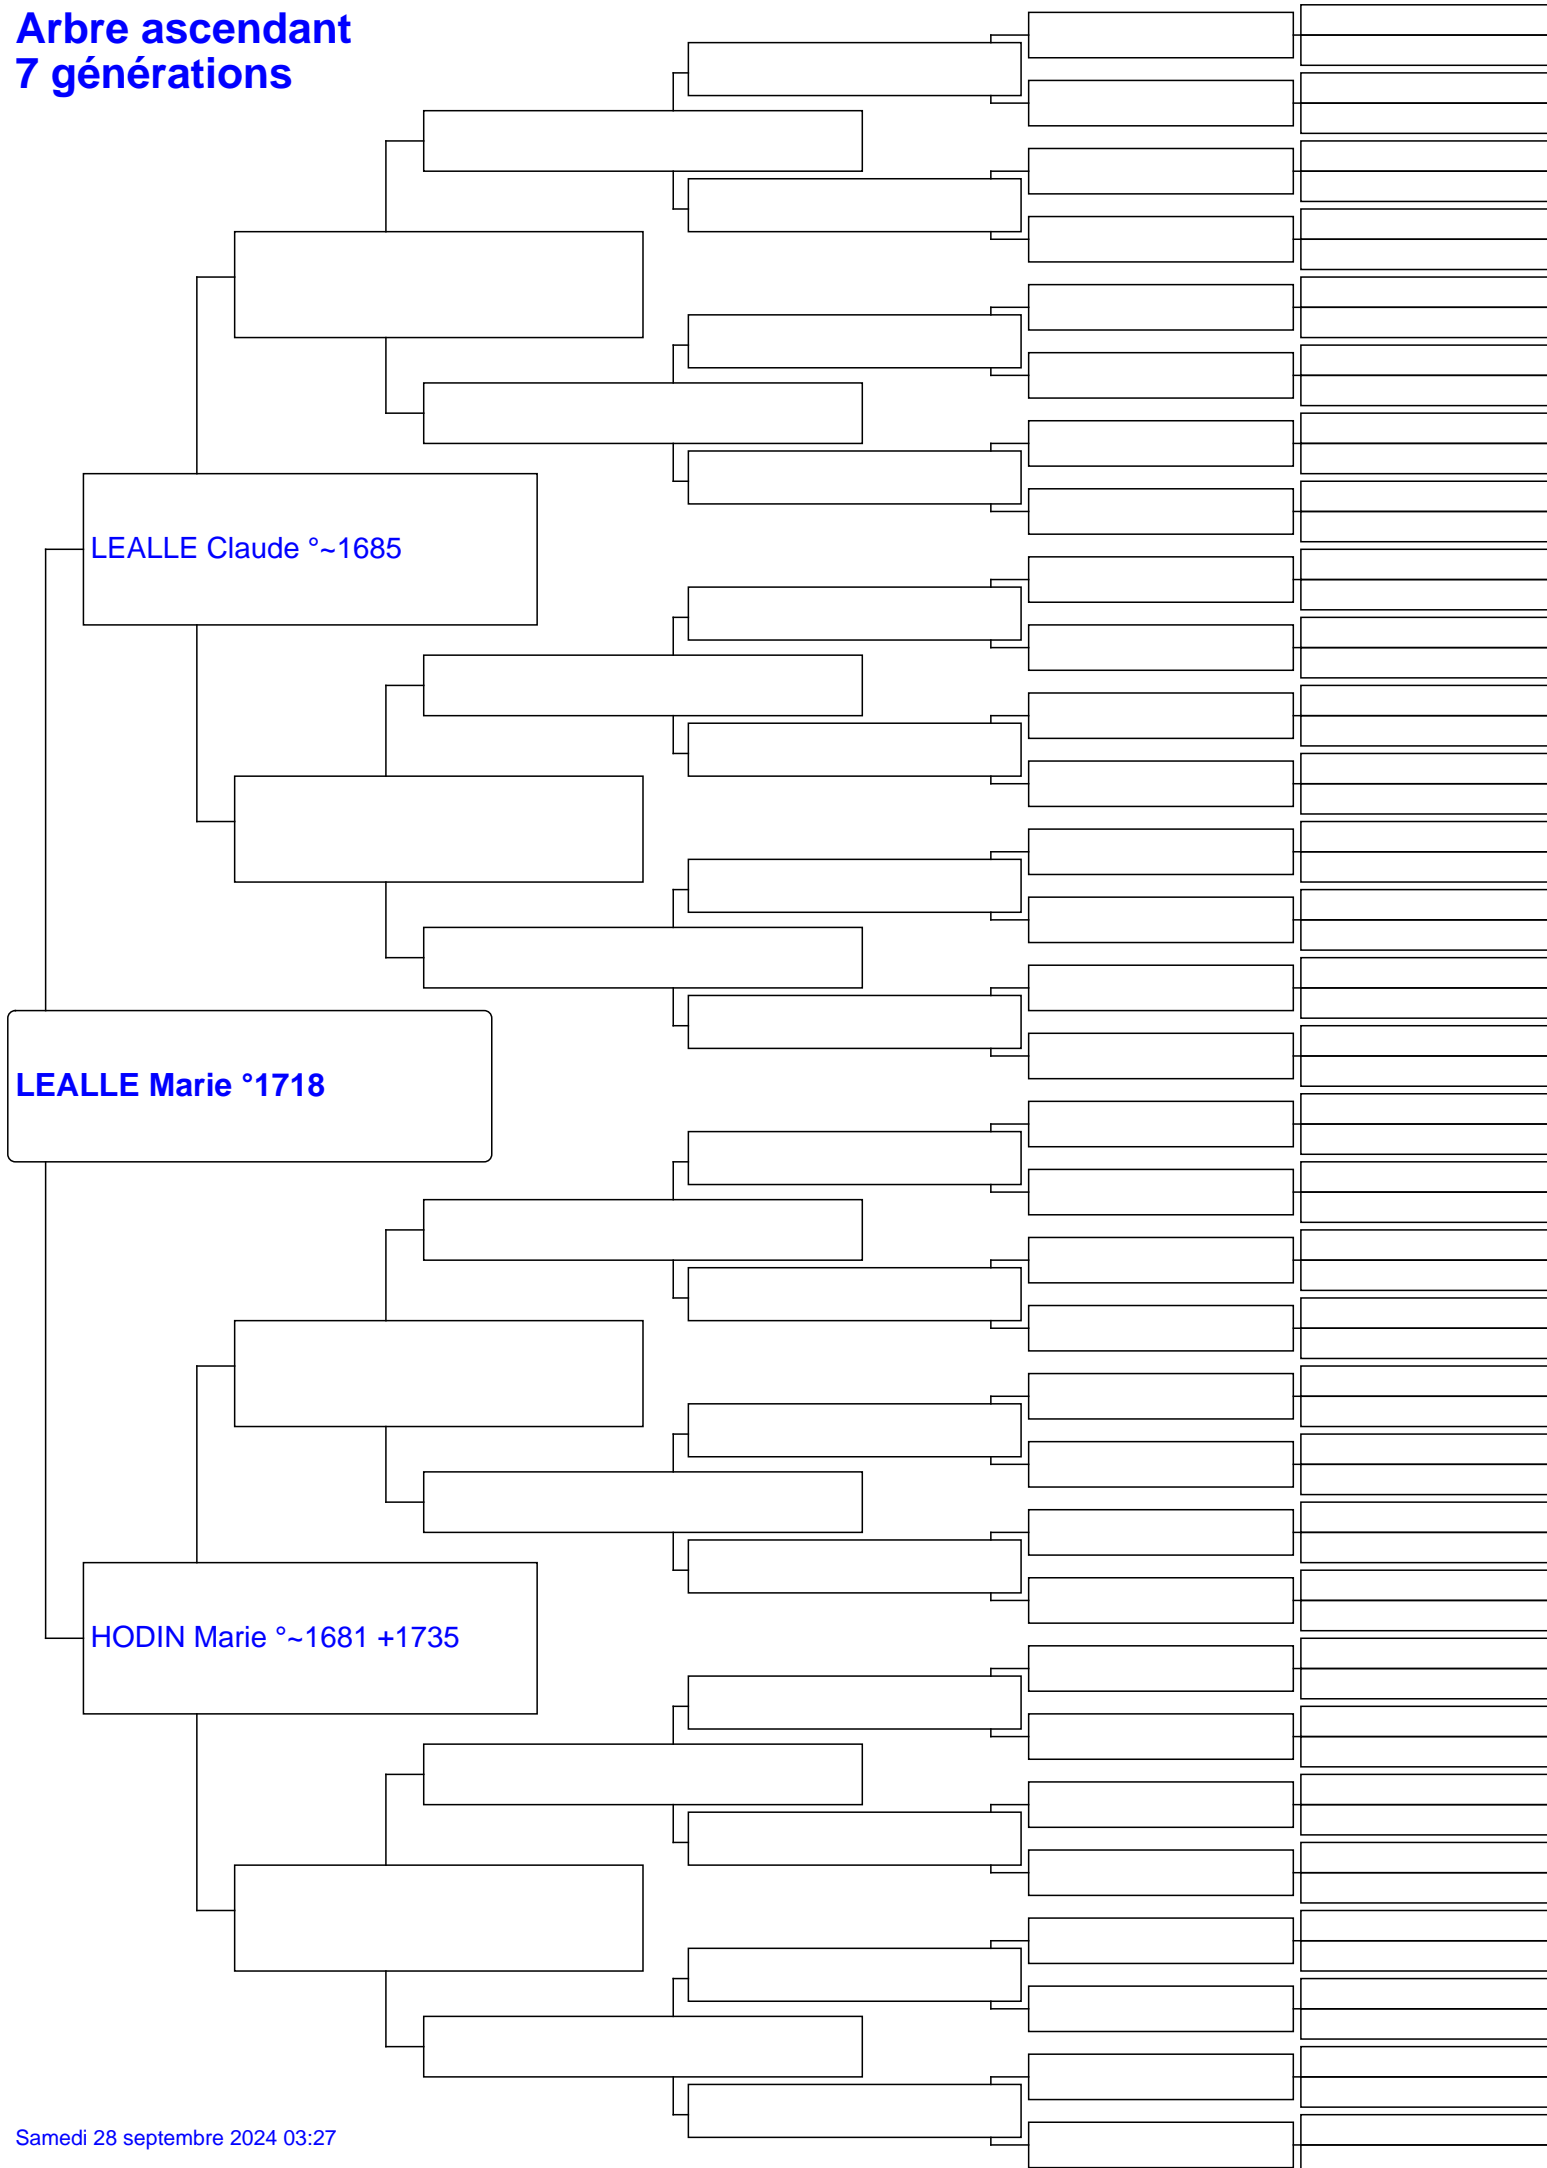 Arbre ascendant
7 générations
LEALLE Claude °~1685
LEALLE Marie °1718
HODIN Marie °~1681 +1735
Samedi 28 septembre 2024 03:27